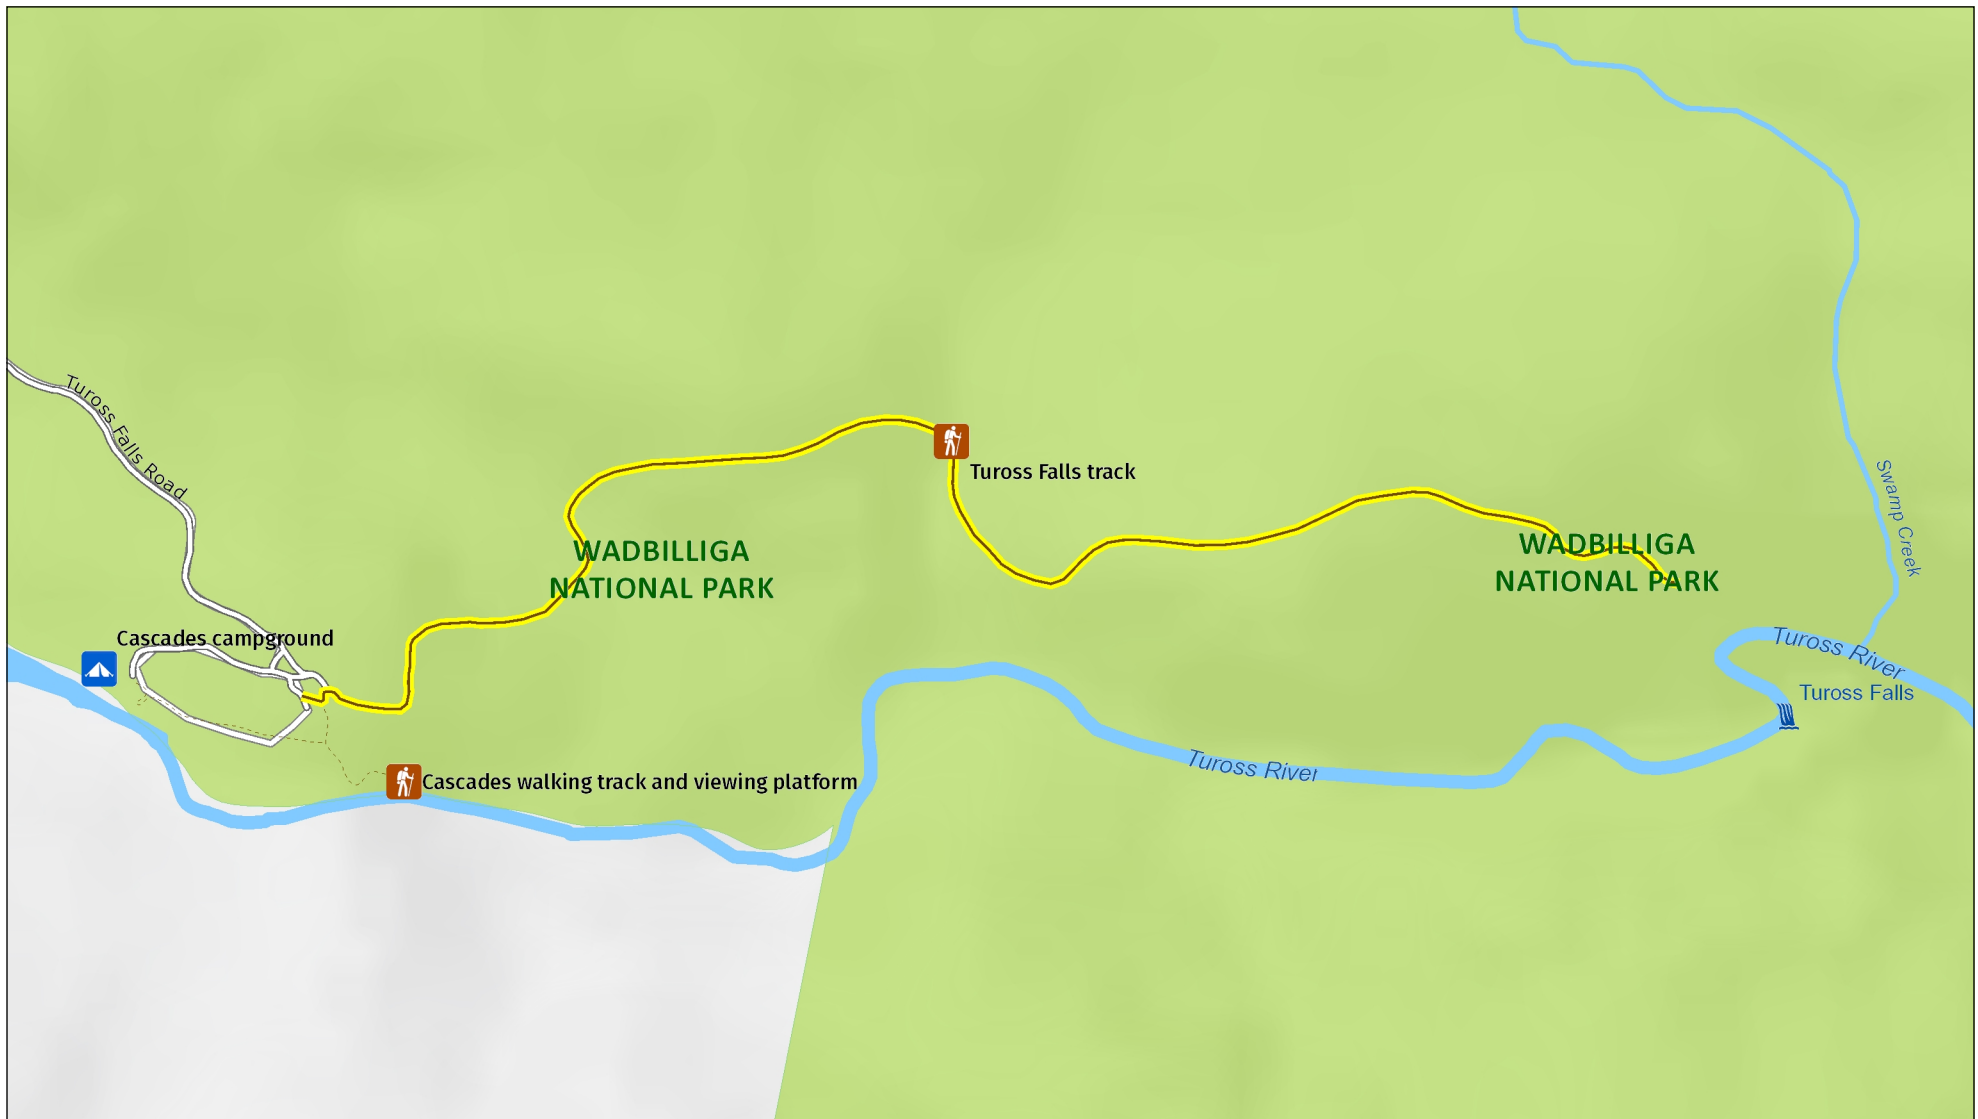 Tuross Falls Road
Tuross Falls track
Swamp Creek
WADBILLIGA
NATIONAL PARK
WADBILLIGA
NATIONAL PARK
Cascades campground
Tuross River
Tuross Falls
Tuross River
Cascades walking track and viewing platform